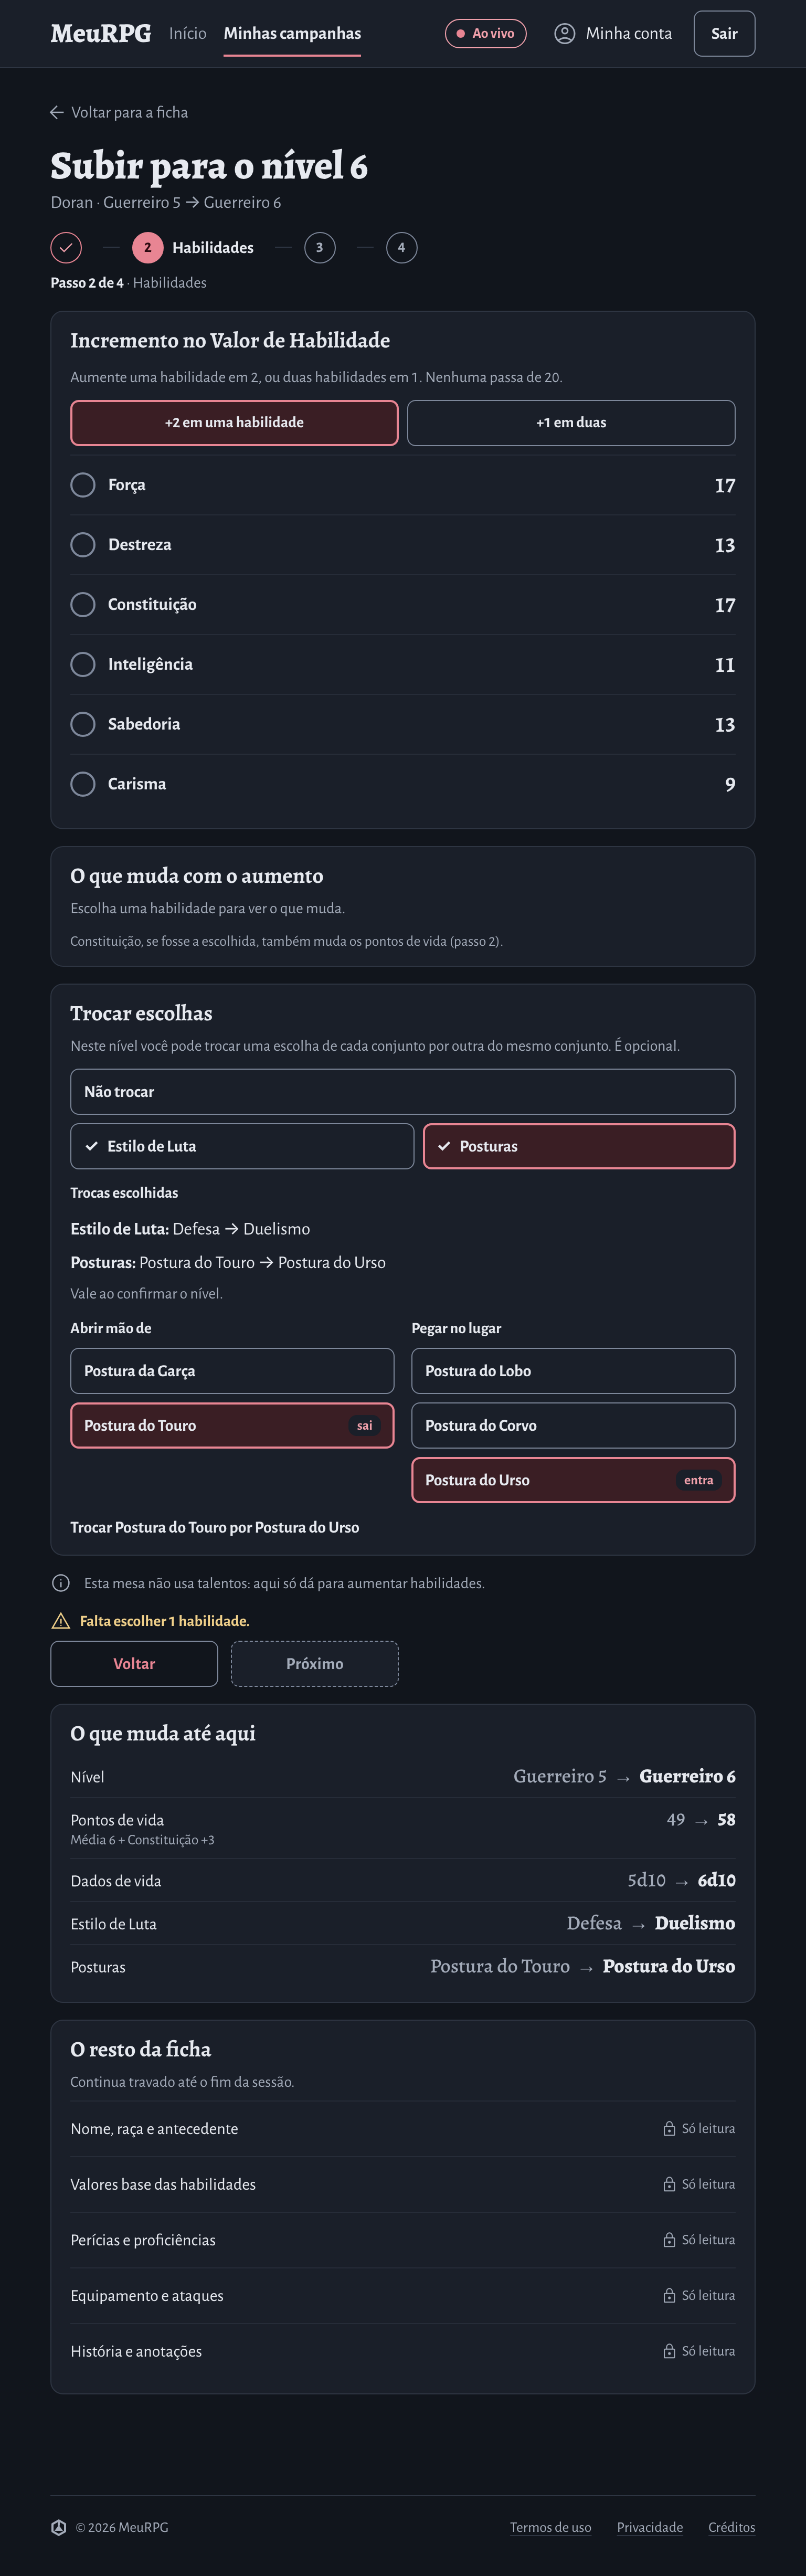 MeuRPG Início Minhas campanhas Ao vivo Minha conta Sair
Voltar para a ficha
Subir para o nível 6
Doran · Guerreiro 5 → Guerreiro 6
2 Habilidades 3 4
Passo 2 de 4 · Habilidades
Incremento no Valor de Habilidade
Aumente uma habilidade em 2, ou duas habilidades em 1. Nenhuma passa de 20.
+2 em uma habilidade +1 em duas
Força 17
Destreza 13
Constituição 17
Inteligência 11
Sabedoria 13
Carisma 9
O que muda com o aumento
Escolha uma habilidade para ver o que muda.
Constituição, se fosse a escolhida, também muda os pontos de vida (passo 2).
Trocar escolhas
Neste nível você pode trocar uma escolha de cada conjunto por outra do mesmo conjunto. É opcional.
Não trocar
Estilo de Luta Posturas
Trocas escolhidas
Estilo de Luta: Defesa → Duelismo
Posturas: Postura do Touro → Postura do Urso
Vale ao confirmar o nível.
Abrir mão de Pegar no lugar
Postura da Garça Postura do Lobo
Postura do Touro sai Postura do Corvo
Postura do Urso entra
Trocar Postura do Touro por Postura do Urso
Esta mesa não usa talentos: aqui só dá para aumentar habilidades.
Falta escolher 1 habilidade.
Voltar Próximo
O que muda até aqui
Nível Guerreiro 5 → Guerreiro 6
Pontos de vida 49 → 58
Média 6 + Constituição +3
Dados de vida 5d10 → 6d10
Estilo de Luta Defesa → Duelismo
Posturas Postura do Touro → Postura do Urso
O resto da ficha
Continua travado até o fim da sessão.
Nome, raça e antecedente Só leitura
Valores base das habilidades Só leitura
Perícias e proficiências Só leitura
Equipamento e ataques Só leitura
História e anotações Só leitura
© 2026 MeuRPG Termos de uso Privacidade Créditos